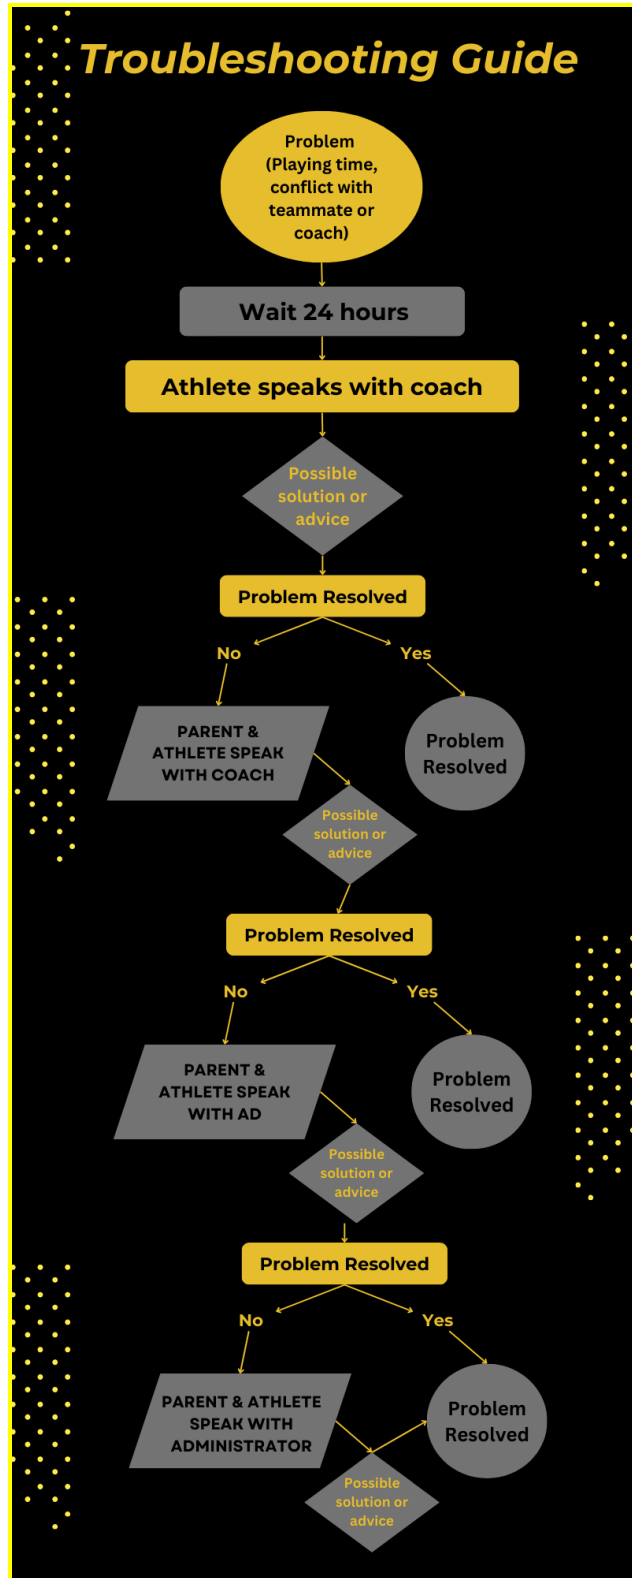 Troubleshooting Guide
Problem
(Playing time,
conflict with
teammate or
coach)
Wait 24 hours
Athlete speaks with coach
Possible
solution or
advice
Problem Resolved
No
Yes
PARENT &
ATHLETE SPEAK
WITH COACH
Problem
Resolved
Possible
solution or
advice
Problem Resolved
No
Yes
PARENT &
ATHLETE SPEAK
WITH AD
Problem
Resolved
Possible
solution or
advice
Problem Resolved
No
Yes
PARENT & ATHLETE
SPEAK WITH
ADMINISTRATOR
Problem
Resolved
Possible
solution or
advice